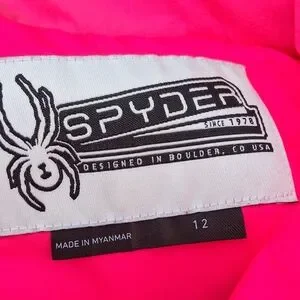 SPYDER
SINCE 1978
DESIGNED IN BOULDER, CO USA
MADE IN MYANMAR
12